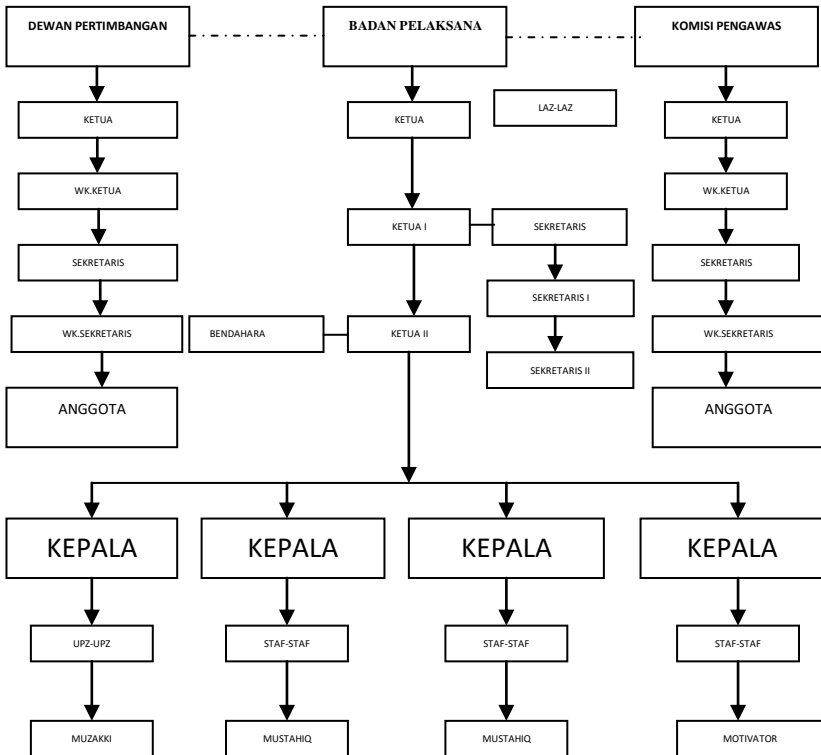 DEWAN PERTIMBANGAN
BADAN PELAKSANA
KOMISI PENGAWAS
KETUA
KETUA
LAZ-LAZ
KETUA
WK.KETUA
WK.KETUA
KETUA I
SEKRETARIS
SEKRETARIS
SEKRETARIS
SEKRETARIS I
WK.SEKRETARIS
BENDAHARA
KETUA II
WK.SEKRETARIS
SEKRETARIS II
ANGGOTA
ANGGOTA
KEPALA
KEPALA
KEPALA
KEPALA
UPZ-UPZ
STAF-STAF
STAF-STAF
STAF-STAF
MUZAKKI
MUSTAHIQ
MUSTAHIQ
MOTIVATOR